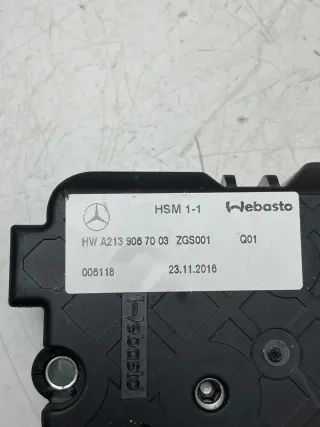 HSM 1-1 Webasto
HW A213 906 70 03 ZGS001 Q01
006118 23.11.2016
Webasto